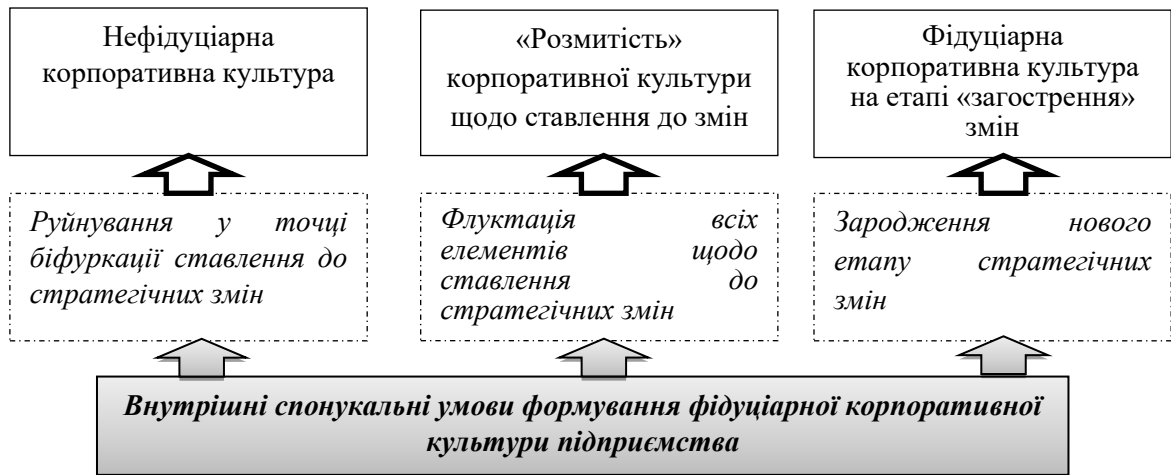 Нефідуціарна
корпоративна культура
«Розмитість»
корпоративної культури
щодо ставлення до змін
Фідуціарна
корпоративна культура
на етапі «загострення»
змін
Руйнування у точці
біфуркації ставлення до
стратегічних змін
Флуктація всіх
елементів щодо
ставлення до
стратегічних змін
Зародження нового
етапу стратегічних
змін
Внутрішні спонукальні умови формування фідуціарної корпоративної
культури підприємства